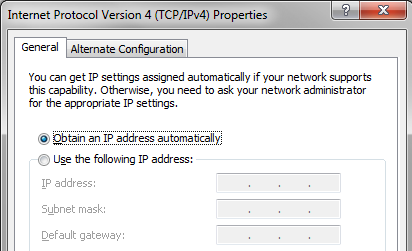 Internet Protocol Version 4 (TCP/IPv4) Properties
?
General
Alternate Configuration
You can get IP settings assigned automatically if your network supports
this capability. Otherwise, you need to ask your network administrator
for the appropriate IP settings.
Obtain an IP address automatically
Use the following IP address:
IP address:
Subnet mask:
Default gateway: